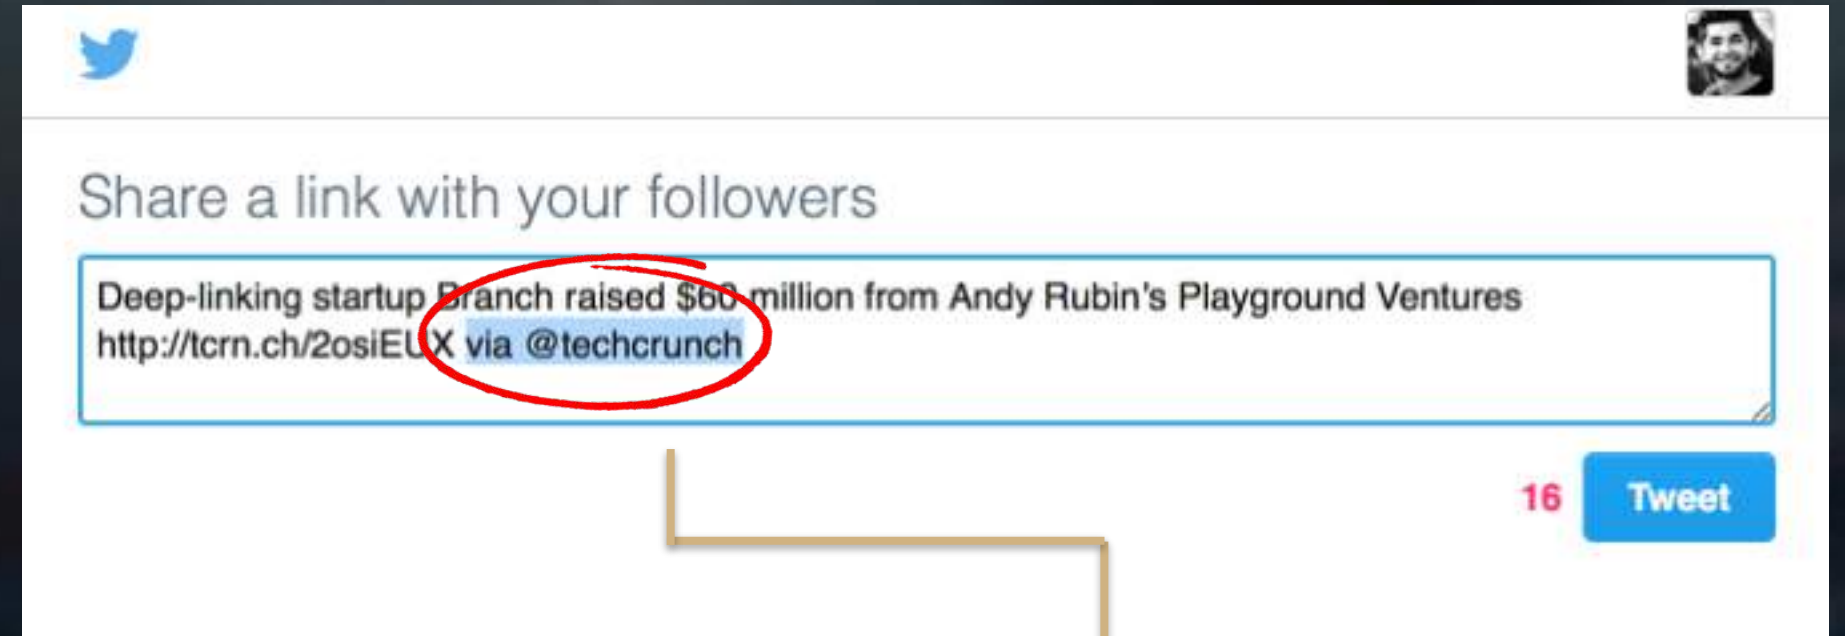 Share a link with your followers
Deep-linking startup Branch raised $60 million from Andy Rubin's Playground Ventures
http://tcrn.ch/2osiEUX via @techcrunch
16 Tweet